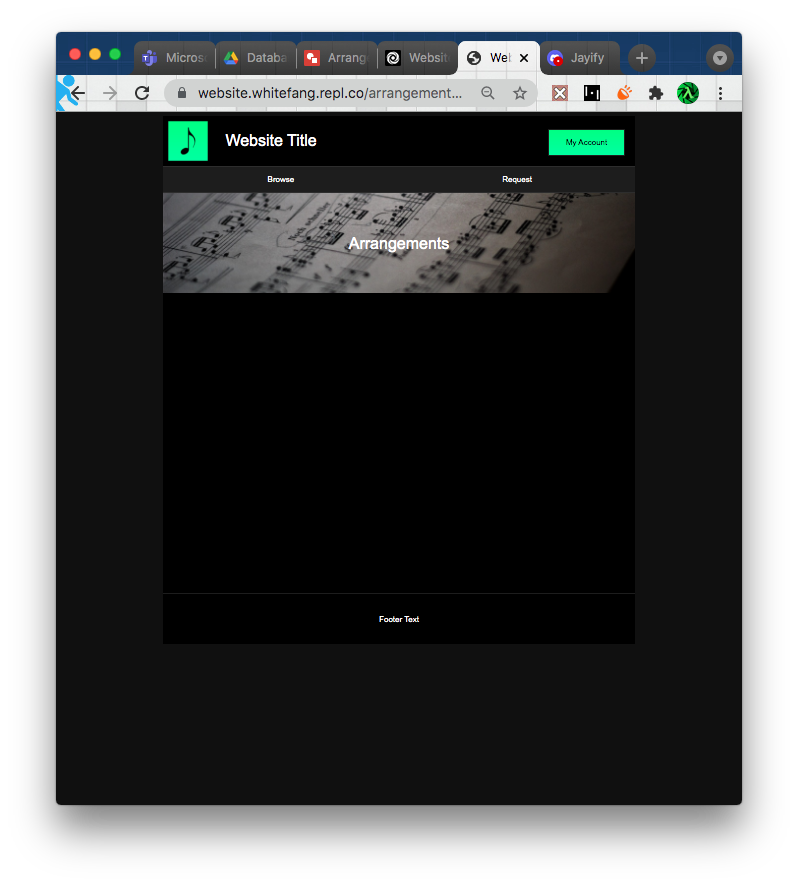 Micros
Databa
Arrang
Websit
Web
Jayify
website.whitefang.repl.co/arrangement...
Website Title
My Account
Browse
Request
Arrangements
Footer Text